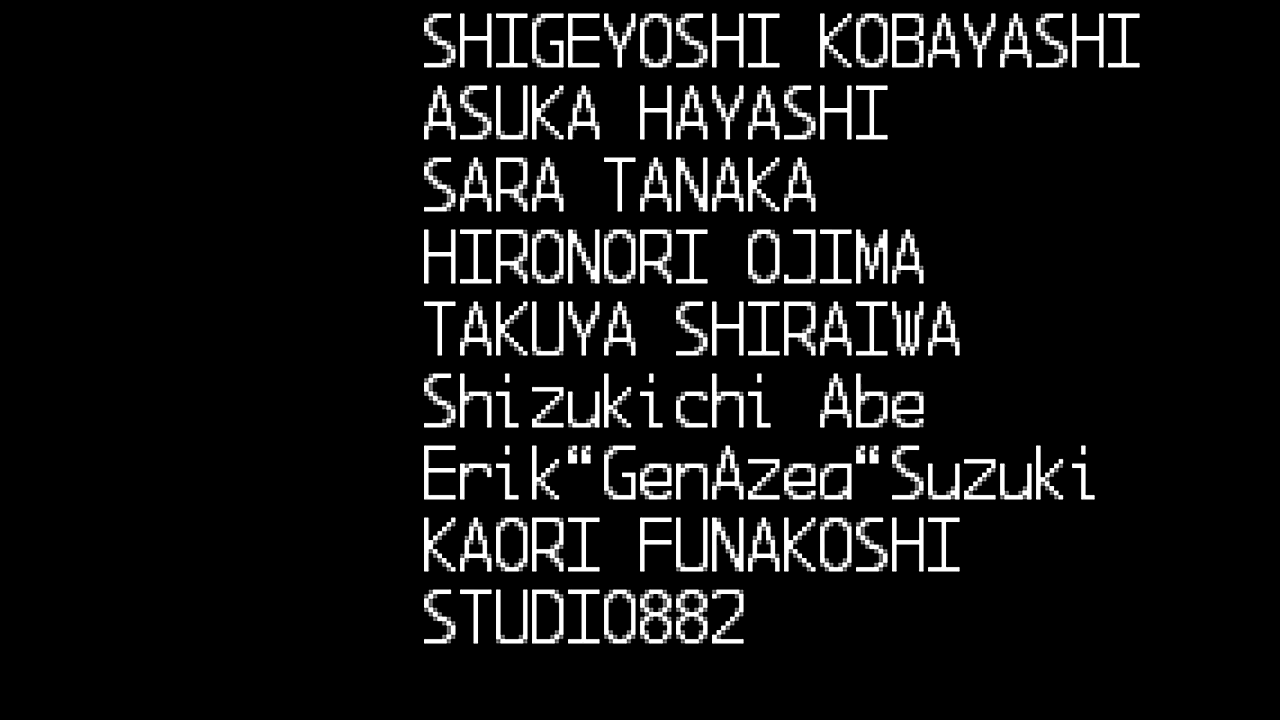 SHIGEYOSHI KOBAYASHI
ASUKA HAYASHI
SARA TANAKA
HIRONORI OJIMA
TAKUYA SHIRAIWA
Shizukichi Abe
Erik“GenAzea“Suzuki
KAORI FUNAKOSHI
STUDIO882